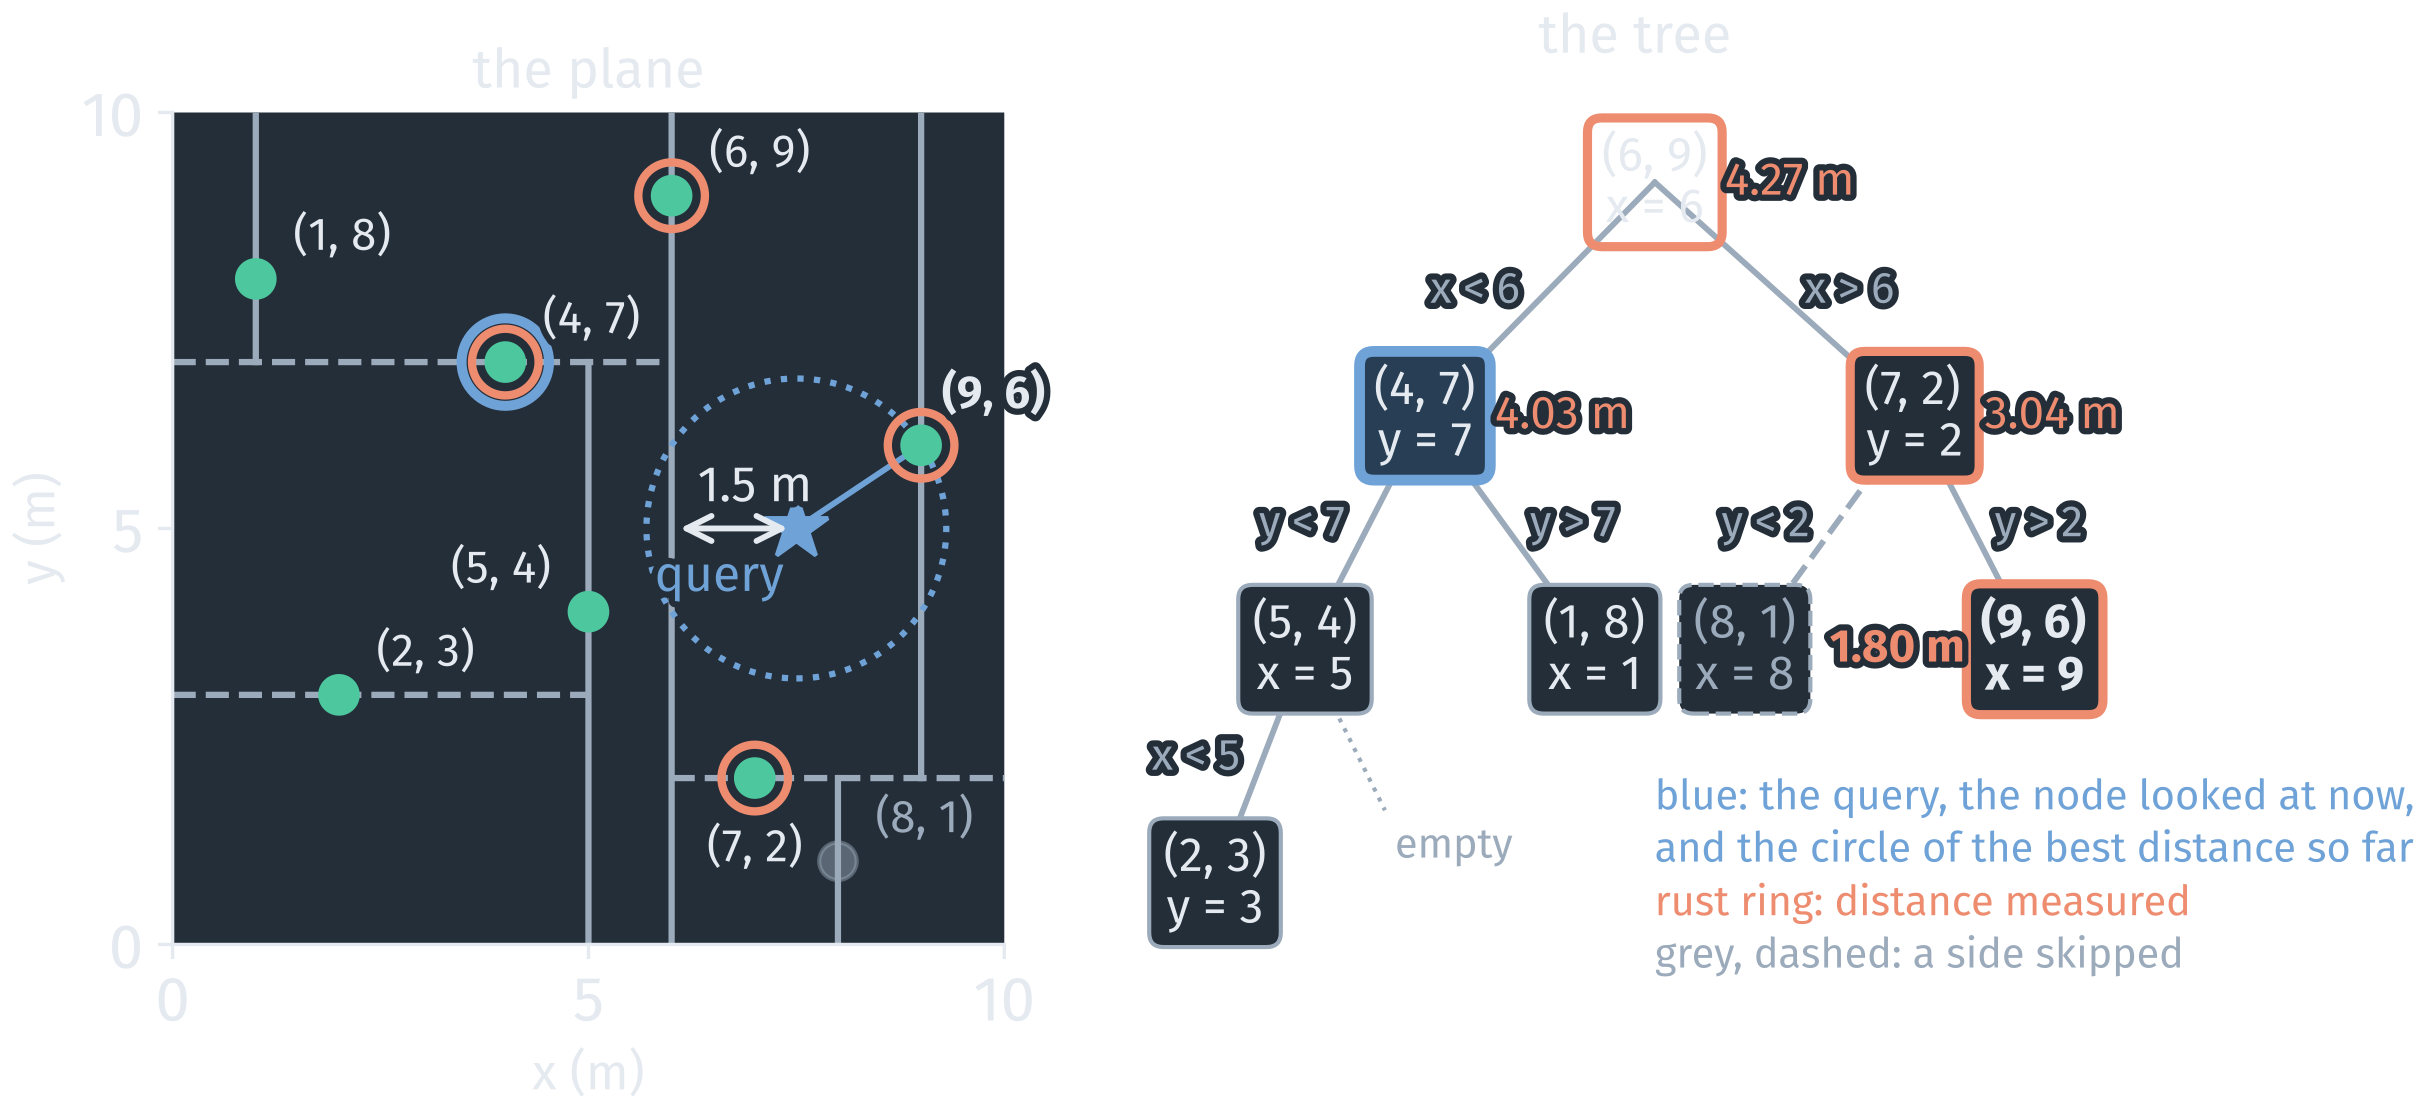 the plane
10
5
0
0
5
10
y (m)
x (m)
(6, 9)
(1, 8)
(4, 7)
(9, 6)
1.5 m
query
(5, 4)
(2, 3)
(7, 2)
(8, 1)
the tree
(6, 9)
x = 6
4.27 m
x<6
x>6
(4, 7)
y = 7
4.03 m
(7, 2)
y = 2
3.04 m
y<7
y>7
y<2
y>2
(5, 4)
x = 5
(1, 8)
x = 1
(8, 1)
x = 8
1.80 m
(9, 6)
x = 9
x<5
empty
(2, 3)
y = 3
blue: the query, the node looked at now,
and the circle of the best distance so far
rust ring: distance measured
grey, dashed: a side skipped